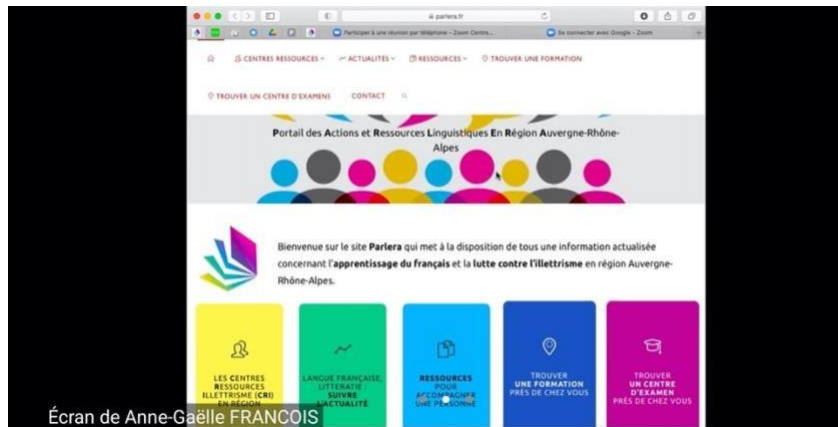 parlera.fr
Participer à une réunion par téléphone – Zoom Centre...
Se connecter avec Google - Zoom
CENTRES RESSOURCES
ACTUALITÉS
RESSOURCES
TROUVER UNE FORMATION
TROUVER UN CENTRE D'EXAMENS
CONTACT
Portail des Actions et Ressources Linguistiques En Région Auvergne-Rhône-
Alpes
Bienvenue sur le site Parlera qui met à la disposition de tous une information actualisée
concernant l'apprentissage du français et la lutte contre l'illettrisme en région Auvergne-
Rhône-Alpes.
LES CENTRES
RESSOURCES
ILLETTRISME (CRI)
EN RÉGION
LANGUE FRANÇAISE,
LITTERATIE :
SUIVRE
L'ACTUALITÉ
RESSOURCES
POUR
ACCOMPAGNER
UNE PERSONNE
TROUVER
UNE FORMATION
PRÈS DE CHEZ VOUS
TROUVER
UN CENTRE
D'EXAMEN
PRÈS DE CHEZ VOUS
Écran de Anne-Gaëlle FRANCOIS